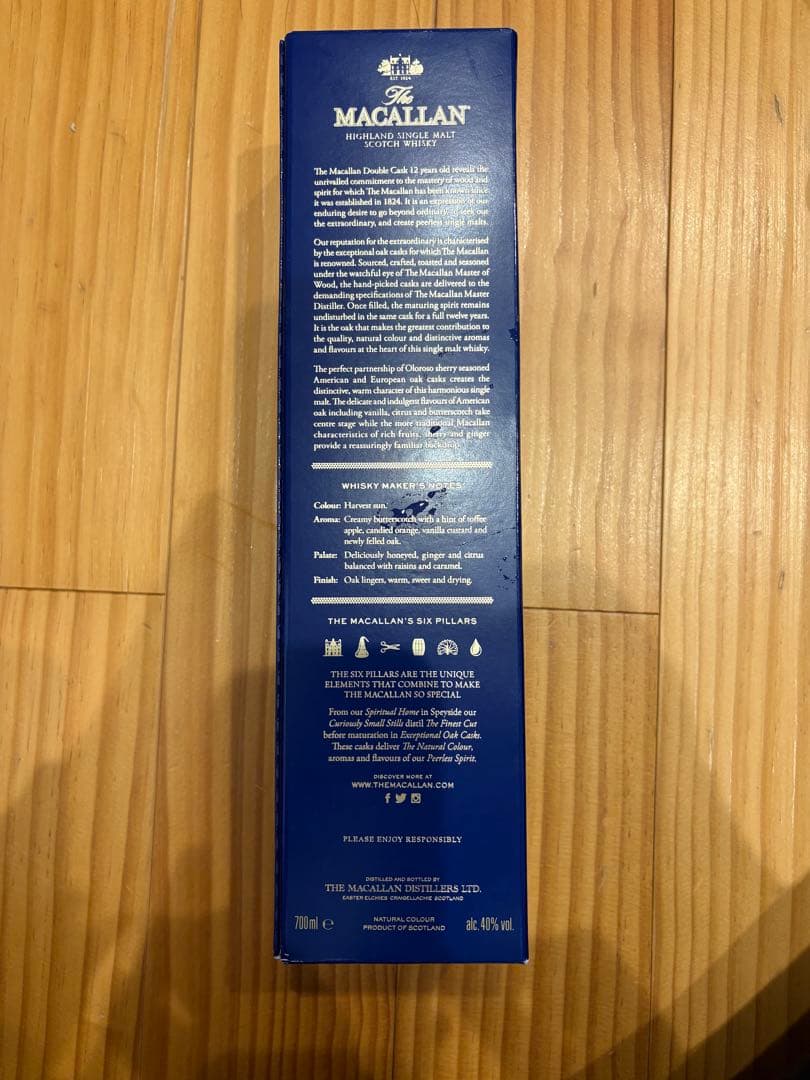 EST. 1824
The
MACALLAN
HIGHLAND SINGLE MALT
SCOTCH WHISKY
The Macallan Double Cask 12 years old reveals the
unrivalled commitment to the mastery of wood and
spirit for which The Macallan has been known since
it was established in 1824. It is an expression of our
enduring desire to go beyond ordinary, to seek out
the extraordinary, and create peerless single malts.
Our reputation for the extraordinary is characterised
by the exceptional oak casks for which The Macallan
is renowned. Sourced, crafted, toasted and seasoned
under the watchful eye of The Macallan Master of
Wood, the hand-picked casks are delivered to the
demanding specifications of The Macallan Master
Distiller. Once filled, the maturing spirit remains
undisturbed in the same cask for a full twelve years.
It is the oak that makes the greatest contribution to
the quality, natural colour and distinctive aromas
and flavours at the heart of this single malt whisky.
The perfect partnership of Oloroso sherry seasoned
American and European oak casks creates the
distinctive, warm character of this harmonious single
malt. The delicate and indulgent flavours of American
oak including vanilla, citrus and butterscotch take
centre stage while the more traditional Macallan
characteristics of rich fruits, sherry and ginger
provide a reassuringly familiar backdrop.
WHISKY MAKER'S NOTES
Colour: Harvest sun.
Aroma: Creamy butterscotch with a hint of toffee
apple, candied orange, vanilla custard and
newly felled oak.
Palate: Deliciously honeyed, ginger and citrus
balanced with raisins and caramel.
Finish: Oak lingers, warm, sweet and drying.
THE MACALLAN'S SIX PILLARS
THE SIX PILLARS ARE THE UNIQUE
ELEMENTS THAT COMBINE TO MAKE
THE MACALLAN SO SPECIAL
From our Spiritual Home in Speyside our
Curiously Small Stills distil The Finest Cut
before maturation in Exceptional Oak Casks.
These casks deliver The Natural Colour,
aromas and flavours of our Peerless Spirit.
DISCOVER MORE AT
WWW.THEMACALLAN.COM
PLEASE ENJOY RESPONSIBLY
DISTILLED AND BOTTLED BY
THE MACALLAN DISTILLERS LTD.
EASTER ELCHIES CRAIGELLACHIE SCOTLAND
700ml e
NATURAL COLOUR
PRODUCT OF SCOTLAND
alc. 40% vol.